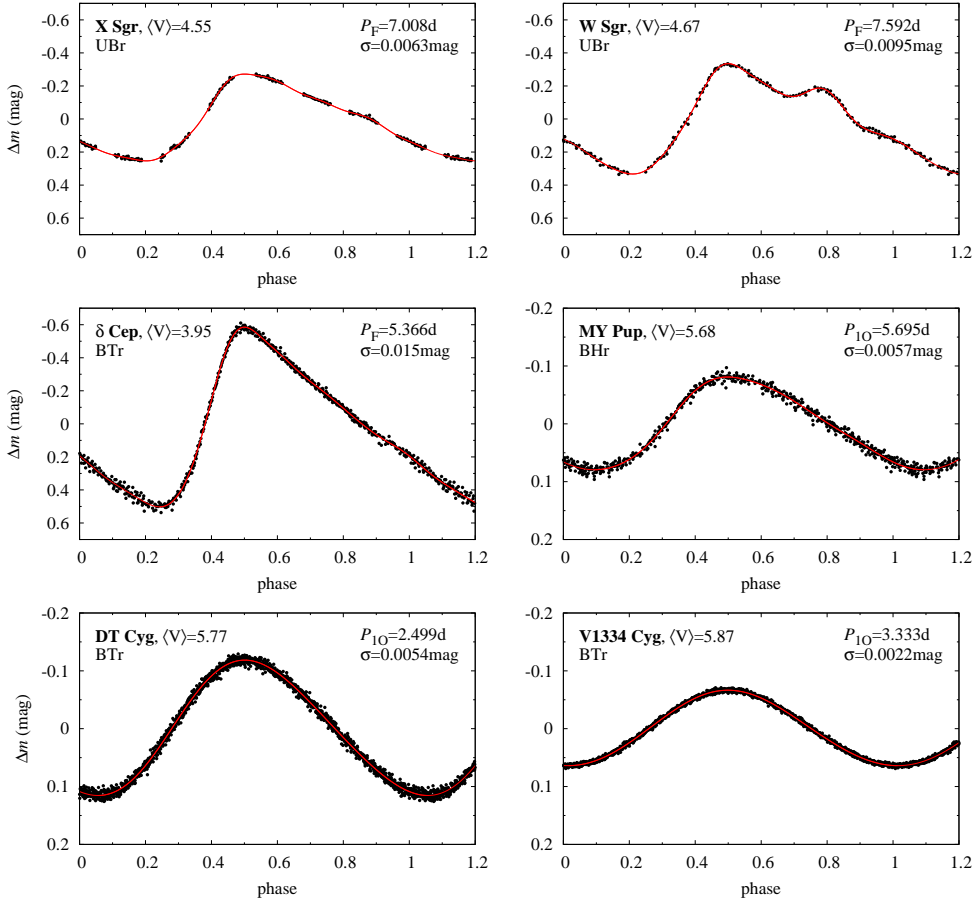 X Sgr, ⟨V⟩=4.55
UBr
P_F=7.008d
σ=0.0063mag
Δm (mag)
-0.6
-0.4
-0.2
0
0.2
0.4
0.6
0 0.2 0.4 0.6 0.8 1 1.2
phase
W Sgr, ⟨V⟩=4.67
UBr
P_F=7.592d
σ=0.0095mag
-0.6
-0.4
-0.2
0
0.2
0.4
0.6
0 0.2 0.4 0.6 0.8 1 1.2
phase
δ Cep, ⟨V⟩=3.95
BTr
P_F=5.366d
σ=0.015mag
Δm (mag)
-0.6
-0.4
-0.2
0
0.2
0.4
0.6
0 0.2 0.4 0.6 0.8 1 1.2
phase
MY Pup, ⟨V⟩=5.68
BHr
P_1O=5.695d
σ=0.0057mag
-0.2
-0.1
0
0.1
0.2
0 0.2 0.4 0.6 0.8 1 1.2
phase
DT Cyg, ⟨V⟩=5.77
BTr
P_1O=2.499d
σ=0.0054mag
Δm (mag)
-0.2
-0.1
0
0.1
0.2
0 0.2 0.4 0.6 0.8 1 1.2
phase
V1334 Cyg, ⟨V⟩=5.87
BTr
P_1O=3.333d
σ=0.0022mag
-0.2
-0.1
0
0.1
0.2
0 0.2 0.4 0.6 0.8 1 1.2
phase